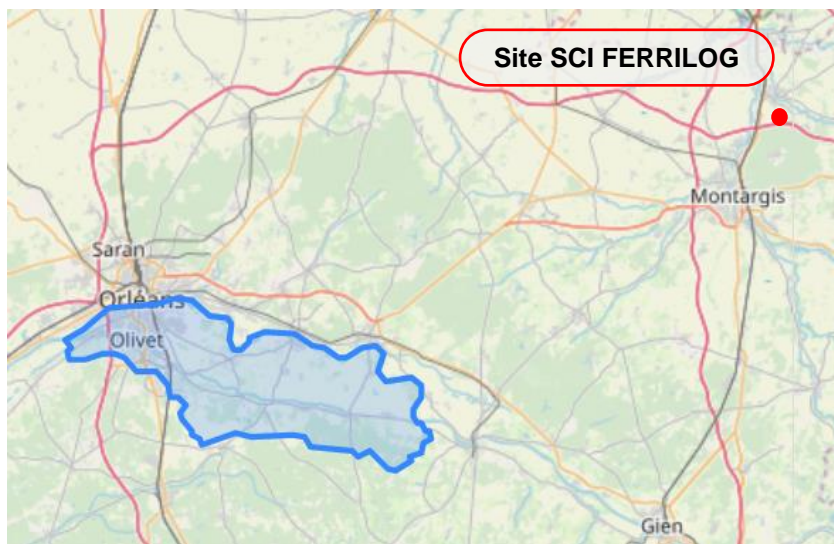 Site SCI FERRILOG
Montargis
Saran
Orléans
Olivet
Gien